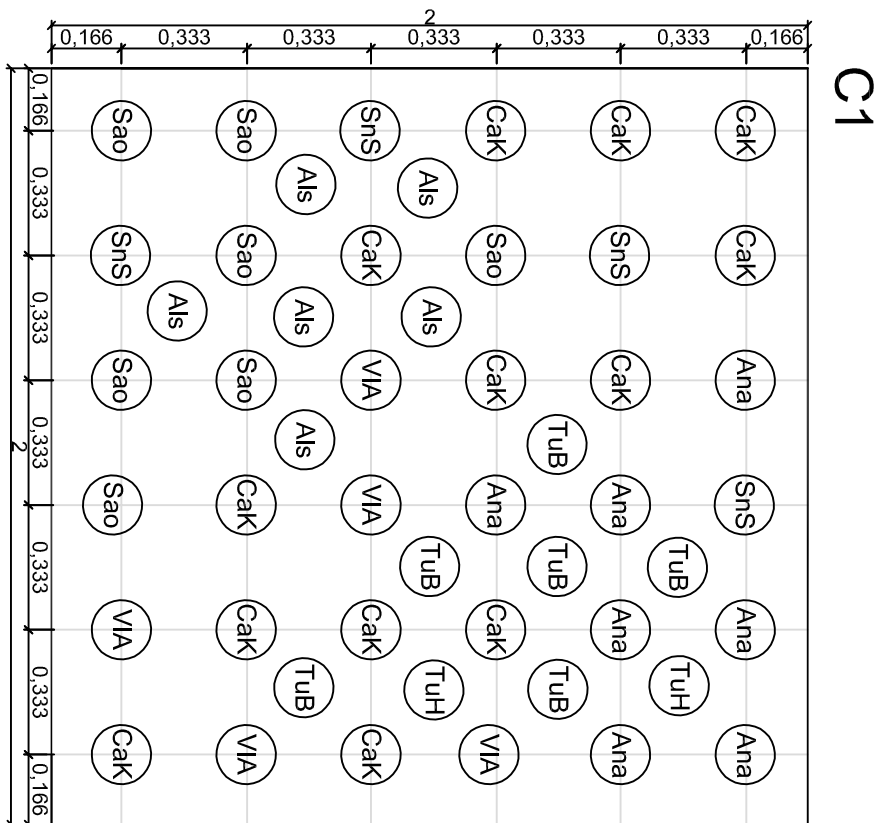 C1
2
0,166 0,333 0,333 0,333 0,333 0,333 0,166
CaK CaK Ana SnS Ana Ana
TuB TuH
CaK SnS CaK Ana Ana Ana
TuB TuB TuB
CaK Sao CaK Ana CaK VIA
Als Als TuB TuH
SnS CaK VIA VIA CaK CaK
Als Als Als TuB
Sao Sao Sao CaK CaK VIA
Als
Sao SnS Sao Sao VIA CaK
0,166 0,333 0,333 0,333 0,333 0,333 0,166
2